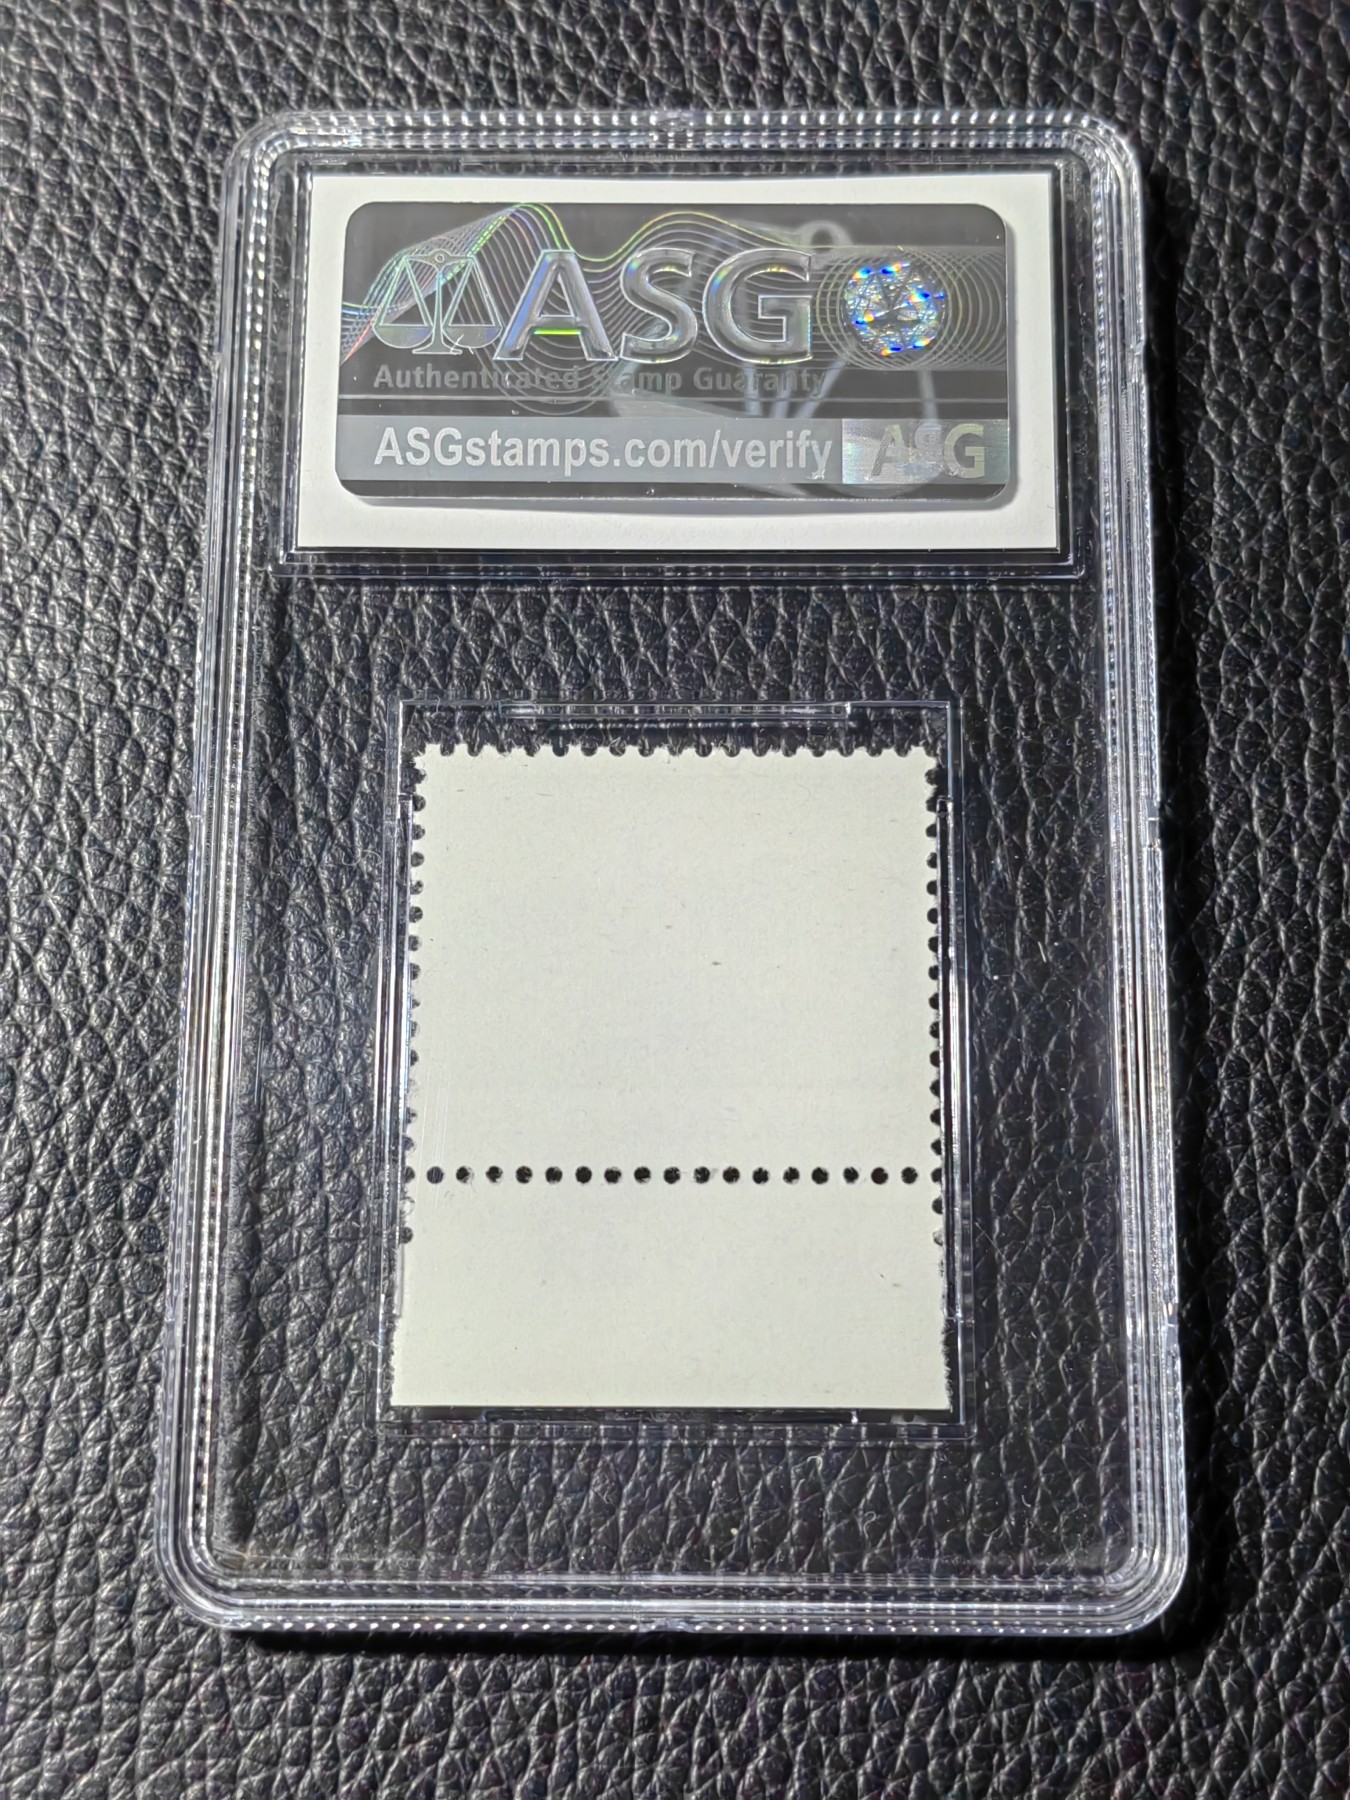 ASG
Authenticated Stamp Guaranty
ASGstamps.com/verify ASG